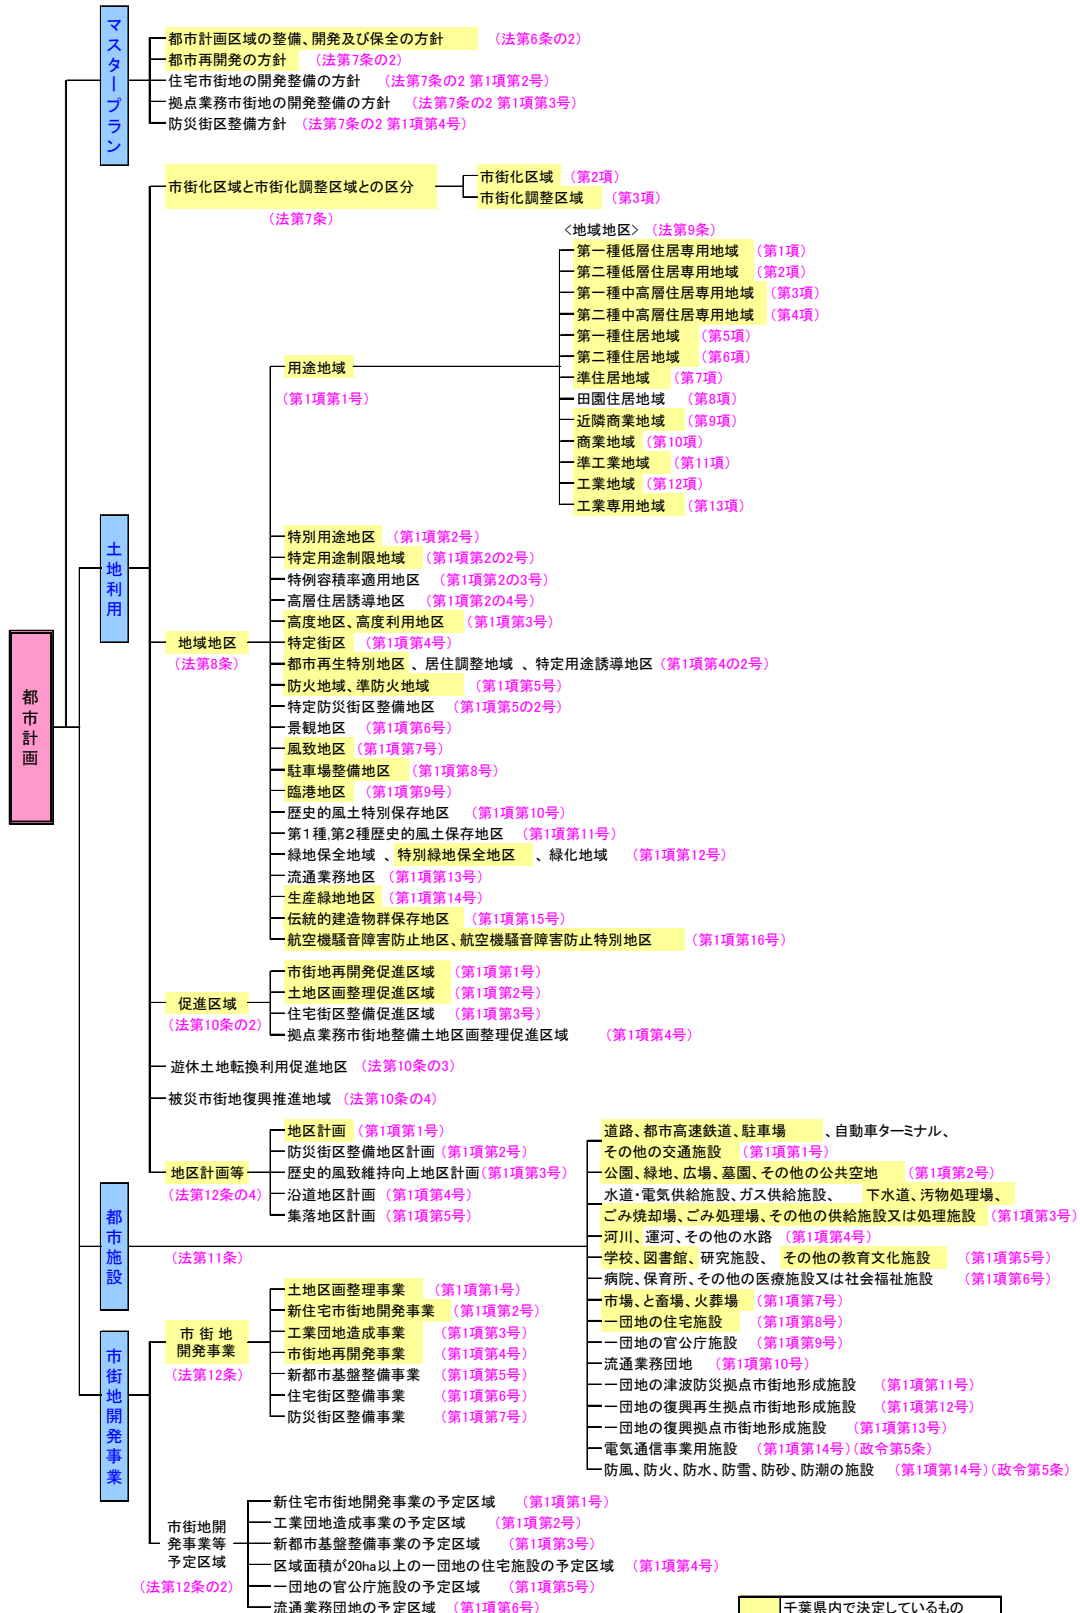 都市計画
マスタープラン
都市計画区域の整備、開発及び保全の方針 （法第6条の2）
都市再開発の方針 （法第7条の2）
住宅市街地の開発整備の方針 （法第7条の2 第1項第2号）
拠点業務市街地の開発整備の方針 （法第7条の2 第1項第3号）
防災街区整備方針 （法第7条の2 第1項第4号）
土地利用
市街化区域と市街化調整区域との区分
（法第7条）
市街化区域 （第2項）
市街化調整区域 （第3項）
地域地区
（法第8条）
用途地域
（第1項第1号）
〈地域地区〉 （法第9条）
第一種低層住居専用地域 （第1項）
第二種低層住居専用地域 （第2項）
第一種中高層住居専用地域 （第3項）
第二種中高層住居専用地域 （第4項）
第一種住居地域 （第5項）
第二種住居地域 （第6項）
準住居地域 （第7項）
田園住居地域 （第8項）
近隣商業地域 （第9項）
商業地域 （第10項）
準工業地域 （第11項）
工業地域 （第12項）
工業専用地域 （第13項）
特別用途地区 （第1項第2号）
特定用途制限地域 （第1項第2の2号）
特例容積率適用地区 （第1項第2の3号）
高層住居誘導地区 （第1項第2の4号）
高度地区、高度利用地区 （第1項第3号）
特定街区 （第1項第4号）
都市再生特別地区 、居住調整地域 、特定用途誘導地区 （第1項第4の2号）
防火地域、準防火地域 （第1項第5号）
特定防災街区整備地区 （第1項第5の2号）
景観地区 （第1項第6号）
風致地区 （第1項第7号）
駐車場整備地区 （第1項第8号）
臨港地区 （第1項第9号）
歴史的風土特別保存地区 （第1項第10号）
第1種,第2種歴史的風土保存地区 （第1項第11号）
緑地保全地域 、特別緑地保全地区 、緑化地域 （第1項第12号）
流通業務地区 （第1項第13号）
生産緑地地区 （第1項第14号）
伝統的建造物群保存地区 （第1項第15号）
航空機騒音障害防止地区、航空機騒音障害防止特別地区 （第1項第16号）
促進区域
（法第10条の2）
市街地再開発促進区域 （第1項第1号）
土地区画整理促進区域 （第1項第2号）
住宅街区整備促進区域 （第1項第3号）
拠点業務市街地整備土地区画整理促進区域 （第1項第4号）
遊休土地転換利用促進地区 （法第10条の3）
被災市街地復興推進地域 （法第10条の4）
地区計画等
（法第12条の4）
地区計画 （第1項第1号）
防災街区整備地区計画 （第1項第2号）
歴史的風致維持向上地区計画（第1項第3号）
沿道地区計画 （第1項第4号）
集落地区計画 （第1項第5号）
都市施設
（法第11条）
道路、都市高速鉄道、駐車場 、自動車ターミナル、
その他の交通施設 （第1項第1号）
公園、緑地、広場、墓園、その他の公共空地 （第1項第2号）
水道・電気供給施設、ガス供給施設、 下水道、汚物処理場、
ごみ焼却場、ごみ処理場、その他の供給施設又は処理施設 （第1項第3号）
河川、運河、その他の水路 （第1項第4号）
学校、図書館、研究施設、 その他の教育文化施設 （第1項第5号）
病院、保育所、その他の医療施設又は社会福祉施設 （第1項第6号）
市場、と畜場、火葬場 （第1項第7号）
一団地の住宅施設 （第1項第8号）
一団地の官公庁施設 （第1項第9号）
流通業務団地 （第1項第10号）
一団地の津波防災拠点市街地形成施設 （第1項第11号）
一団地の復興再生拠点市街地形成施設 （第1項第12号）
一団地の復興拠点市街地形成施設 （第1項第13号）
電気通信事業用施設 （第1項第14号）（政令第5条）
防風、防火、防水、防雪、防砂、防潮の施設 （第1項第14号）（政令第5条）
市街地開発事業
市 街 地
開発事業
（法第12条）
土地区画整理事業 （第1項第1号）
新住宅市街地開発事業 （第1項第2号）
工業団地造成事業 （第1項第3号）
市街地再開発事業 （第1項第4号）
新都市基盤整備事業 （第1項第5号）
住宅街区整備事業 （第1項第6号）
防災街区整備事業 （第1項第7号）
市街地開
発事業等
予定区域
（法第12条の2）
新住宅市街地開発事業の予定区域 （第1項第1号）
工業団地造成事業の予定区域 （第1項第2号）
新都市基盤整備事業の予定区域 （第1項第3号）
区域面積が20ha以上の一団地の住宅施設の予定区域 （第1項第4号）
一団地の官公庁施設の予定区域 （第1項第5号）
流通業務団地の予定区域 （第1項第6号）
千葉県内で決定しているもの